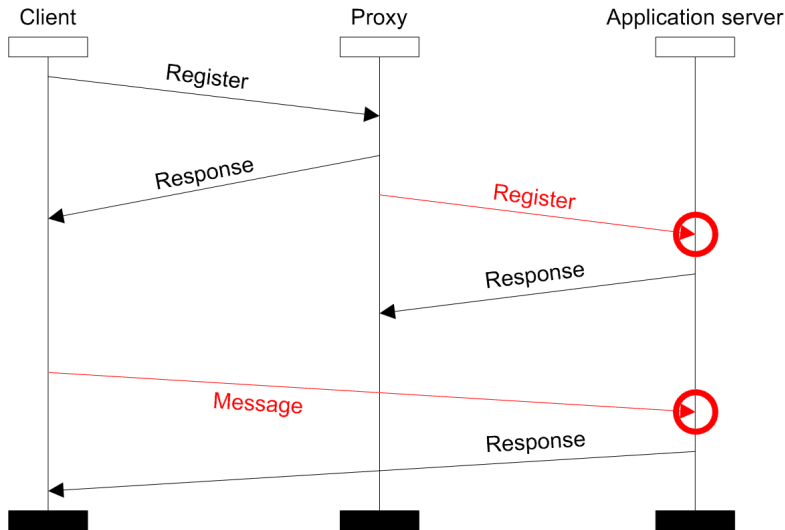 Client
Proxy
Application server
Register
Response
Register
Response
Message
Response